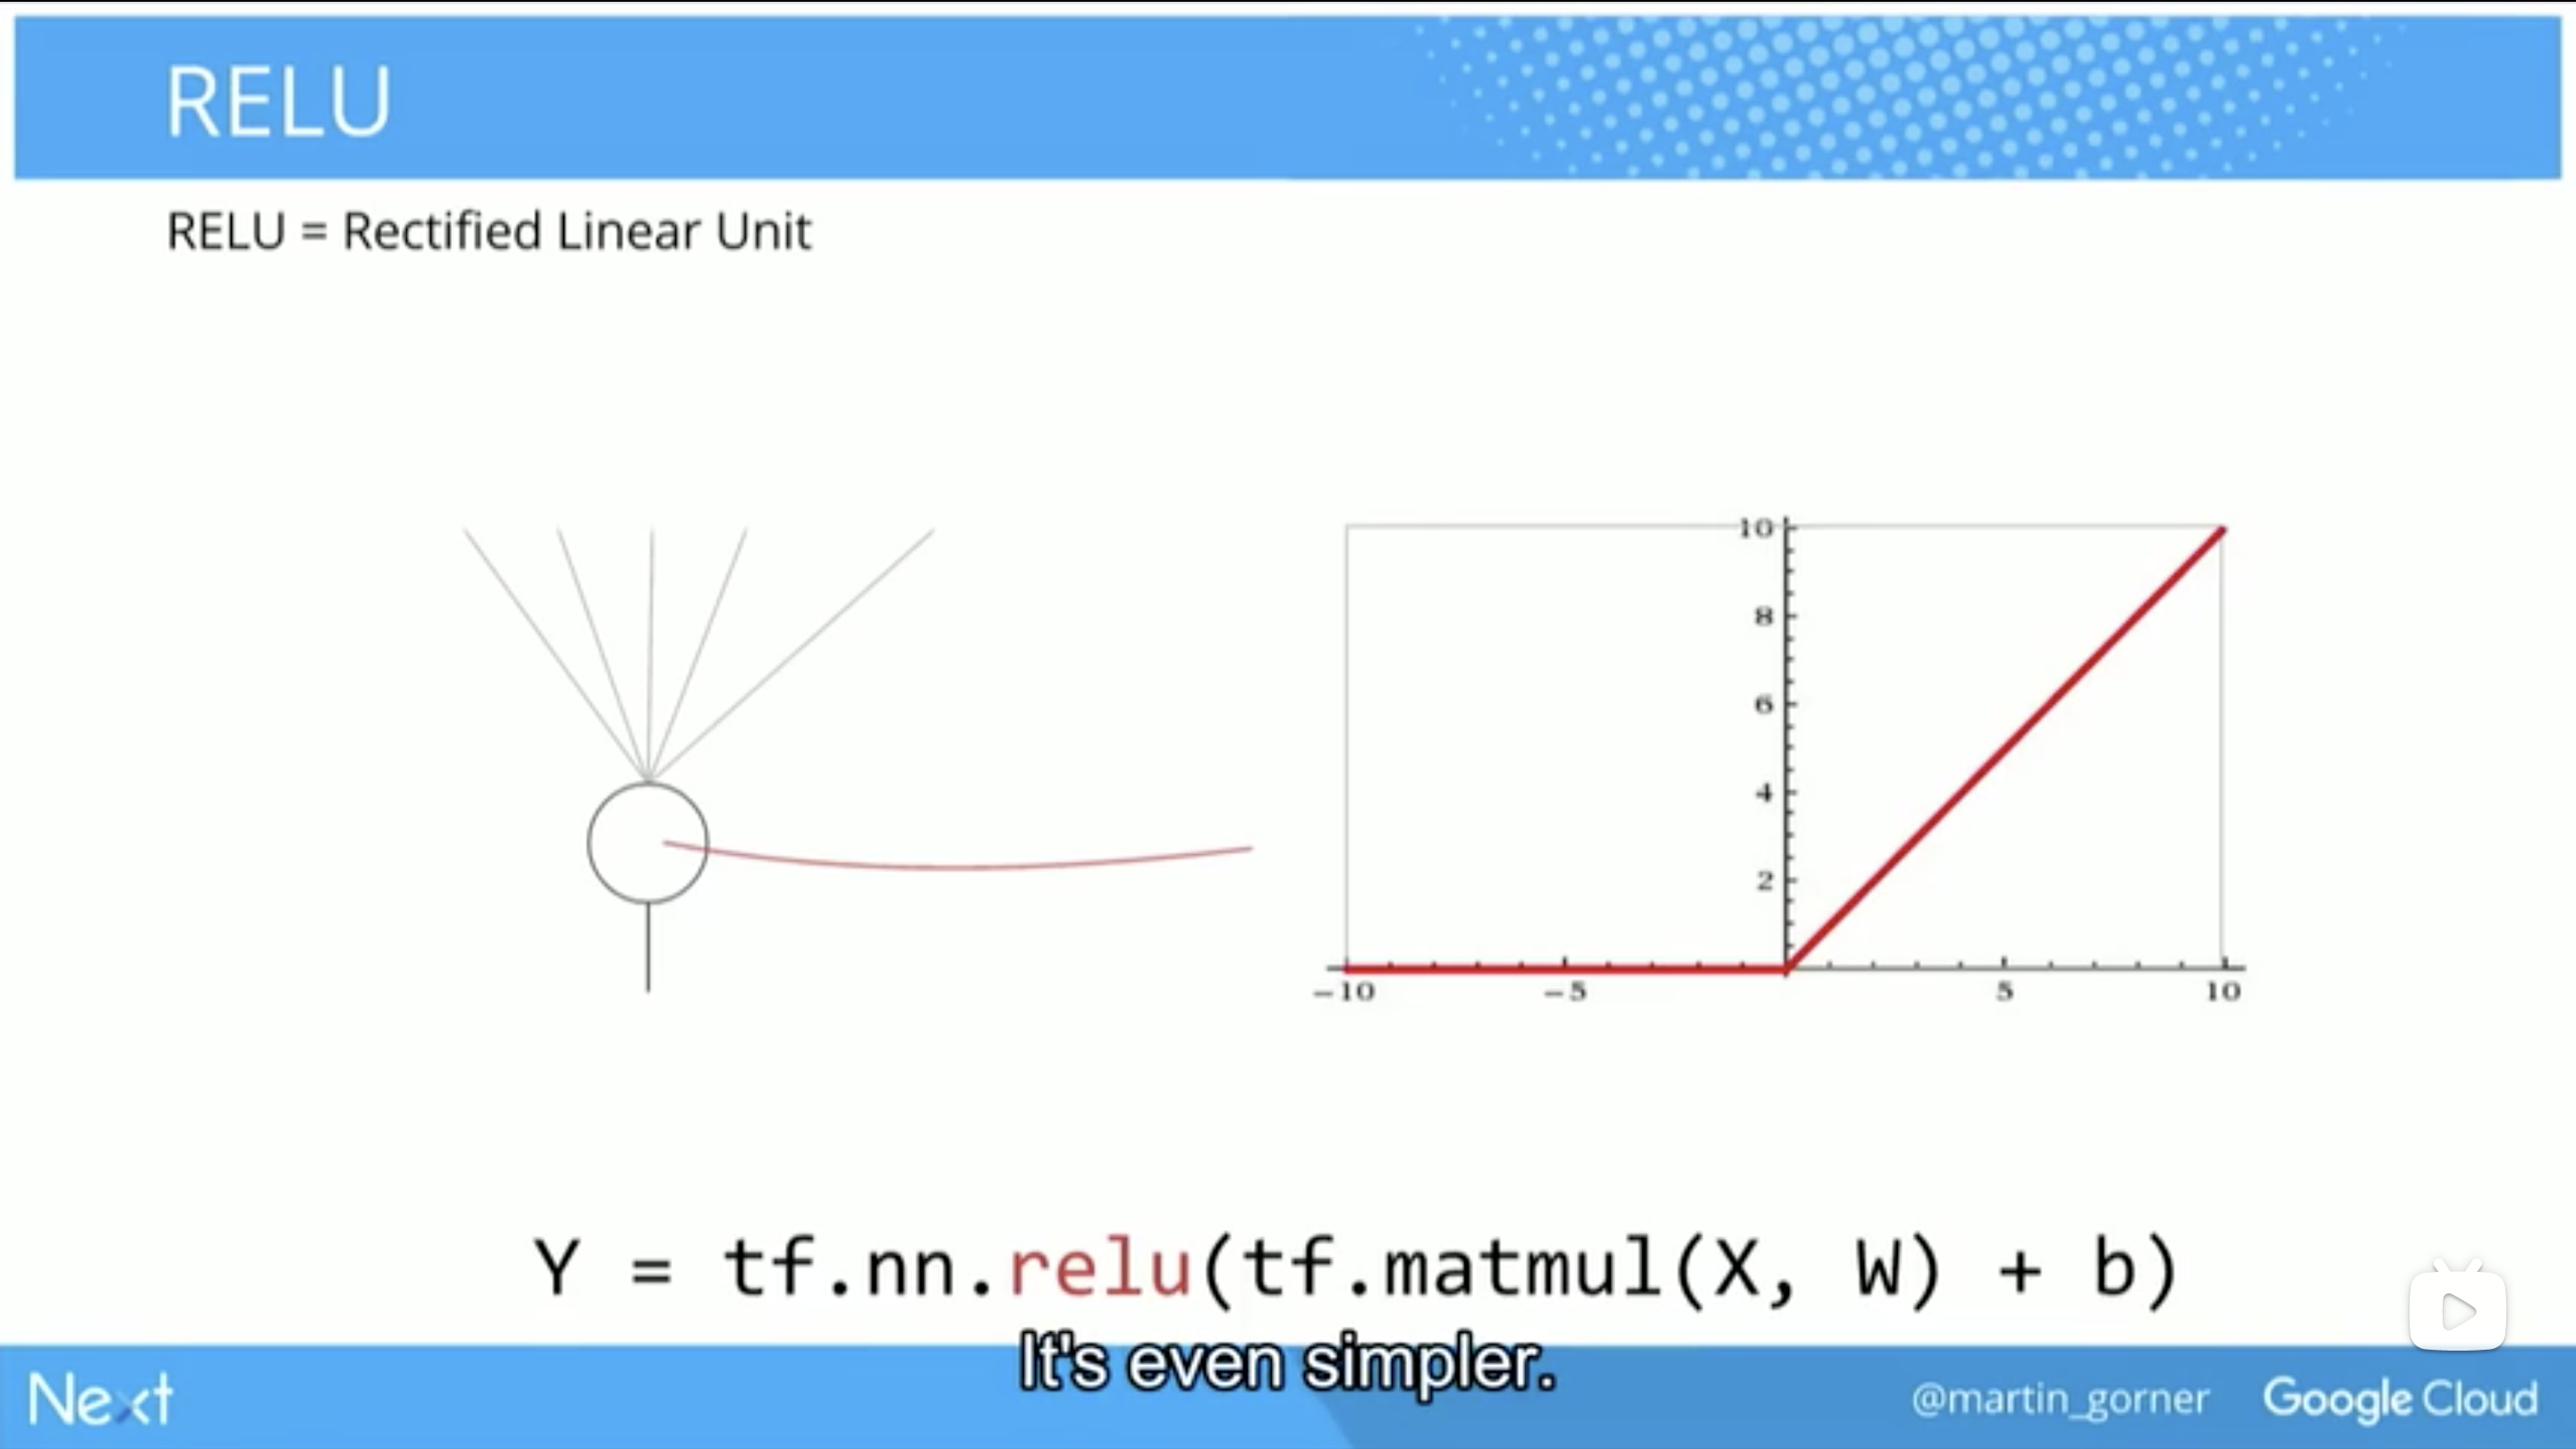 RELU
RELU = Rectified Linear Unit
10
8
6
4
2
-10 -5 5 10
Y = tf.nn.relu(tf.matmul(X, W) + b)
It's even simpler.
Next @martin_gorner Google Cloud